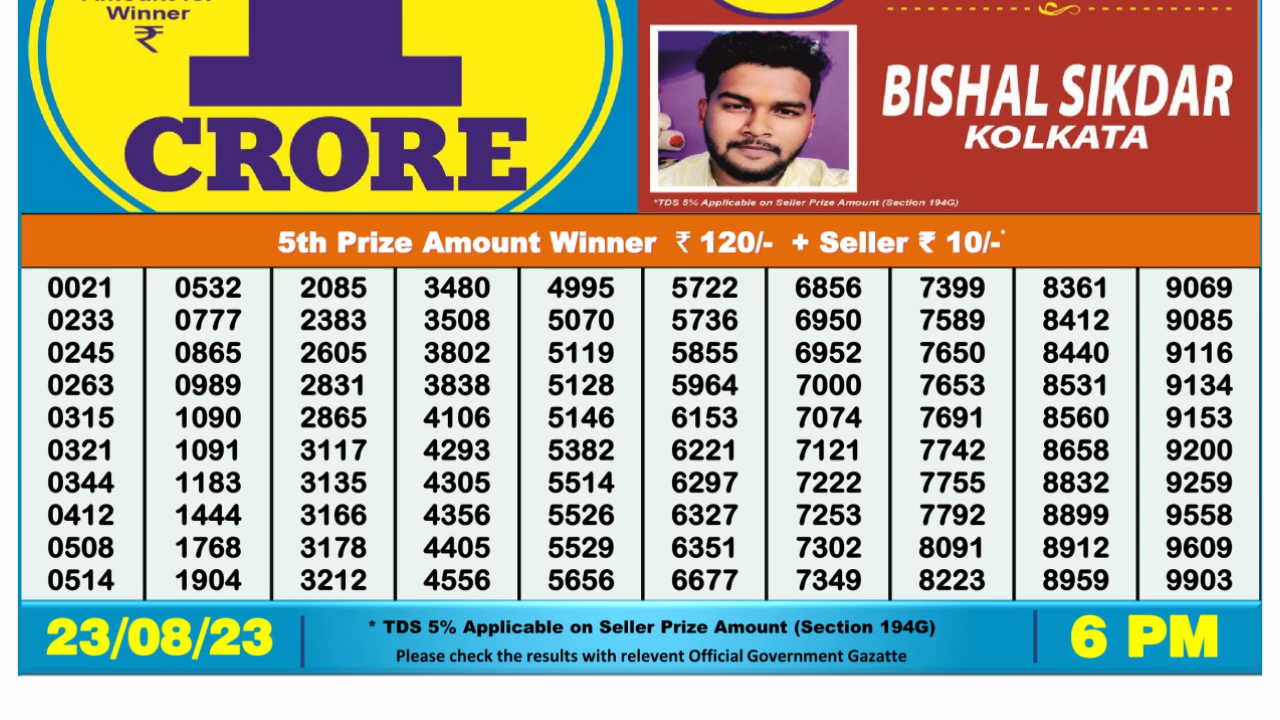 Winner
₹
1
CRORE
BISHAL SIKDAR
KOLKATA
*TDS 5% Applicable on Seller Prize Amount (Section 194G)
5th Prize Amount Winner ₹ 120/- + Seller ₹ 10/-*
0021 0532 2085 3480 4995 5722 6856 7399 8361 9069
0233 0777 2383 3508 5070 5736 6950 7589 8412 9085
0245 0865 2605 3802 5119 5855 6952 7650 8440 9116
0263 0989 2831 3838 5128 5964 7000 7653 8531 9134
0315 1090 2865 4106 5146 6153 7074 7691 8560 9153
0321 1091 3117 4293 5382 6221 7121 7742 8658 9200
0344 1183 3135 4305 5514 6297 7222 7755 8832 9259
0412 1444 3166 4356 5526 6327 7253 7792 8899 9558
0508 1768 3178 4405 5529 6351 7302 8091 8912 9609
0514 1904 3212 4556 5656 6677 7349 8223 8959 9903
23/08/23
* TDS 5% Applicable on Seller Prize Amount (Section 194G)
Please check the results with relevent Official Government Gazatte
6 PM